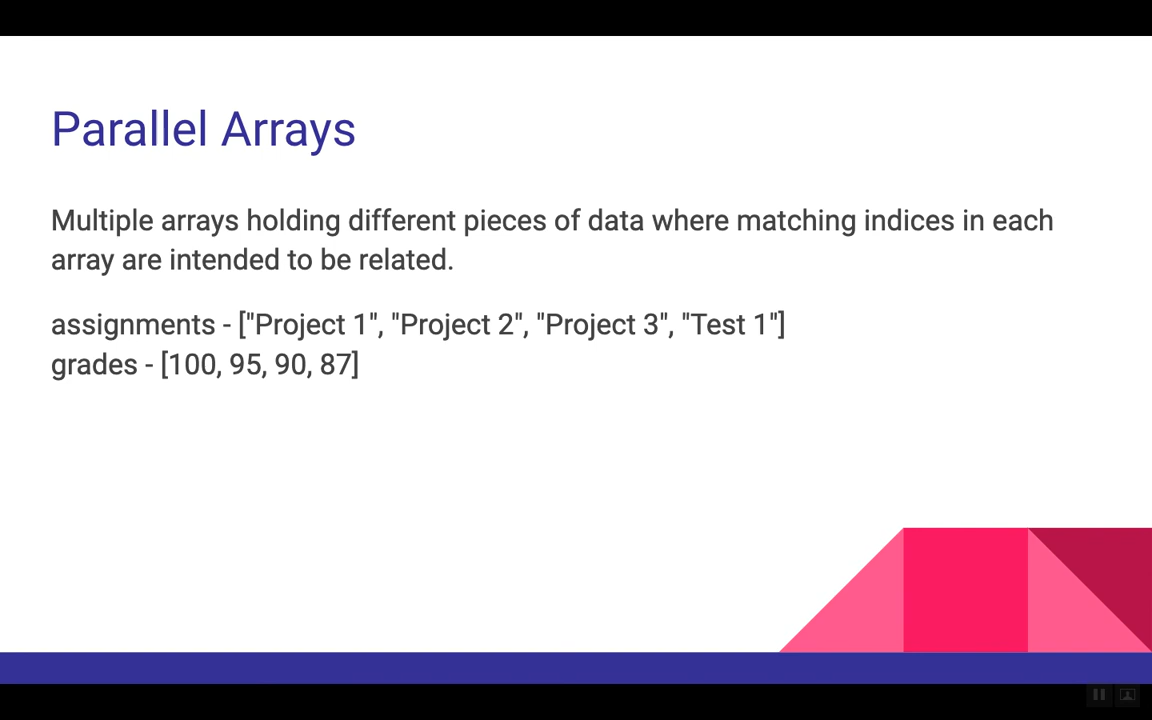 Parallel Arrays
Multiple arrays holding different pieces of data where matching indices in each
array are intended to be related.
assignments - ["Project 1", "Project 2", "Project 3", "Test 1"]
grades - [100, 95, 90, 87]